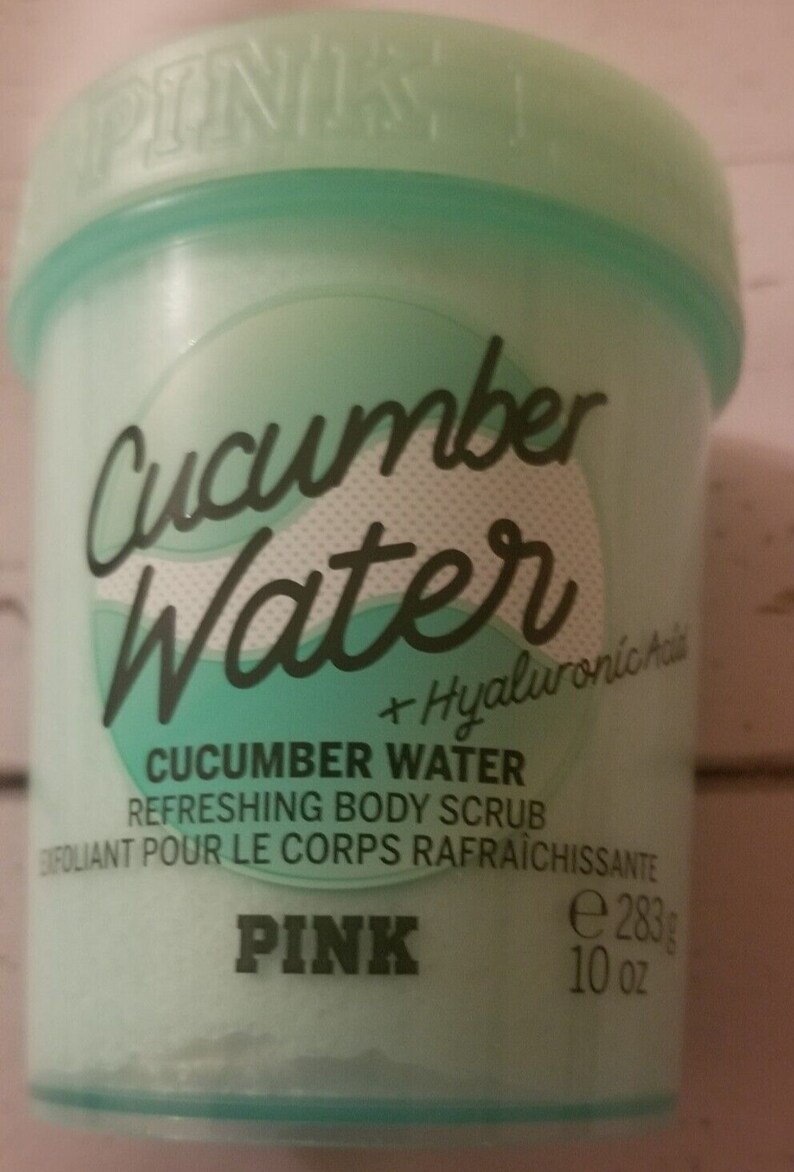 PINK
Cucumber
Water
+ Hyaluronic Acid
CUCUMBER WATER
REFRESHING BODY SCRUB
EXFOLIANT POUR LE CORPS RAFRAÎCHISSANTE
PINK
e 283 g
10 oz